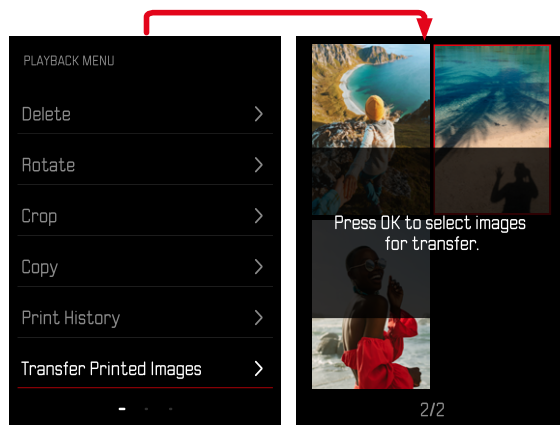 PLAYBACK MENU
Delete
Rotate
Crop
Copy
Print History
Transfer Printed Images
Press OK to select images
for transfer.
2/2